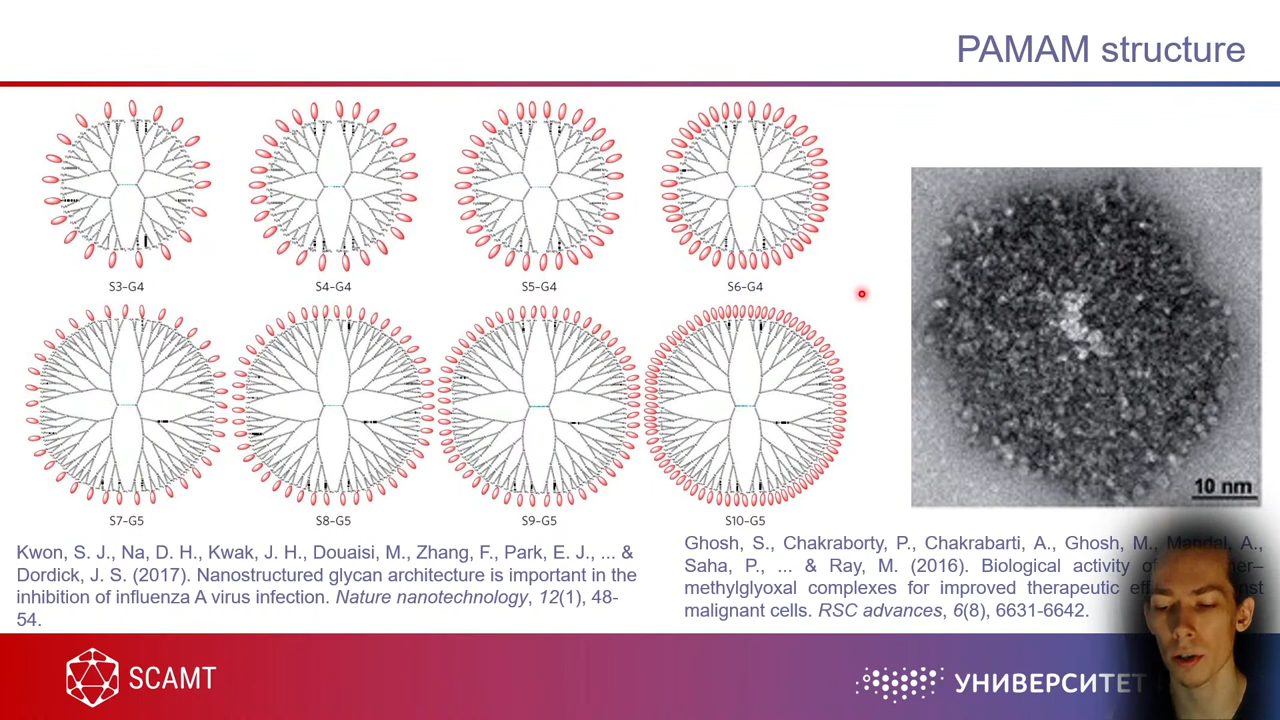 PAMAM structure
S3-G4
S4-G4
S5-G4
S6-G4
S7-G5
S8-G5
S9-G5
S10-G5
10 nm
Kwon, S. J., Na, D. H., Kwak, J. H., Douaisi, M., Zhang, F., Park, E. J., ... &
Dordick, J. S. (2017). Nanostructured glycan architecture is important in the
inhibition of influenza A virus infection. Nature nanotechnology, 12(1), 48-
54.
Ghosh, S., Chakraborty, P., Chakrabarti, A., Ghosh, M., Mandal, A.,
Saha, P., ... & Ray, M. (2016). Biological activity of
methylglyoxal complexes for improved therapeutic
malignant cells. RSC advances, 6(8), 6631-6642.
SCAMT
УНИВЕРСИТЕТ